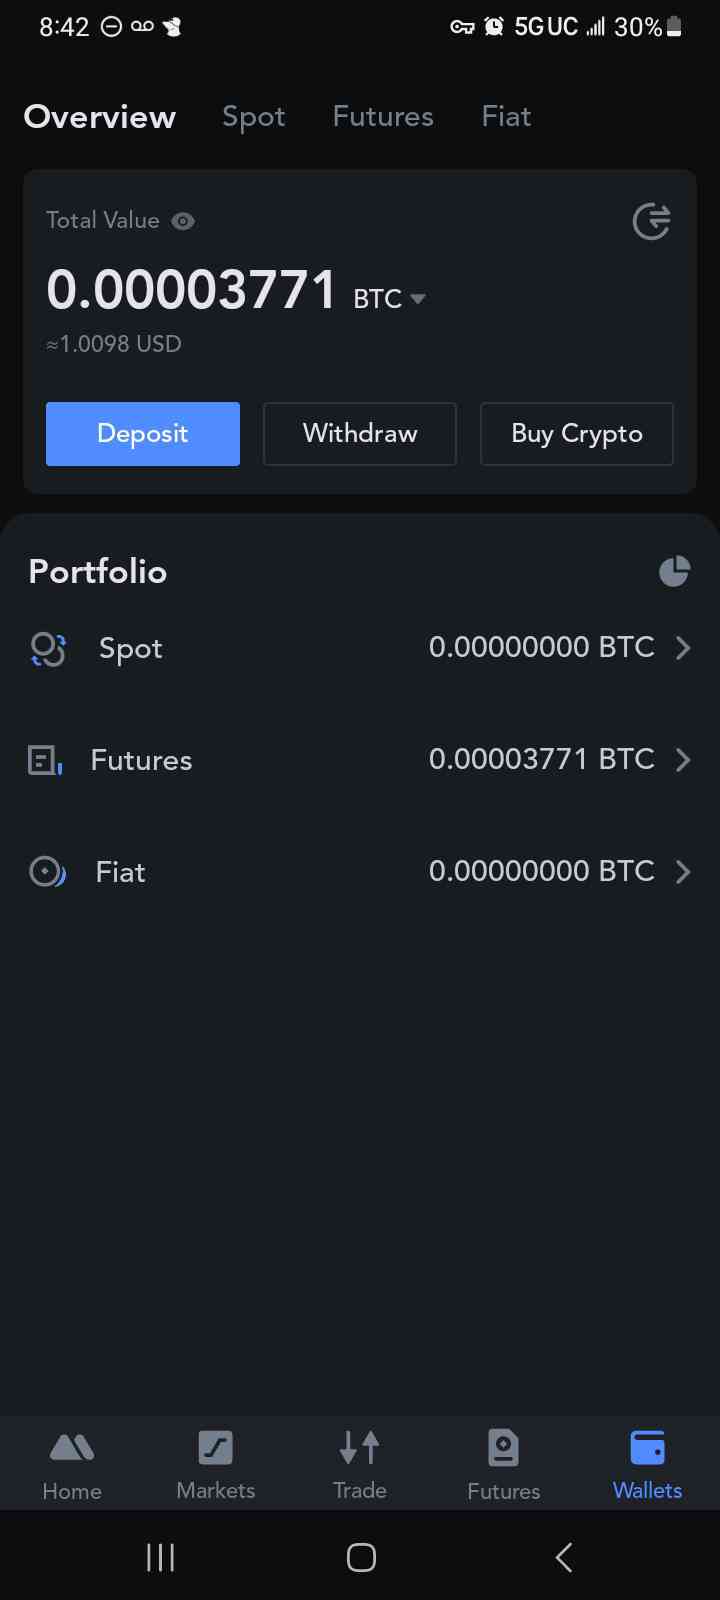 8:42 5G UC 30%
Overview Spot Futures Fiat
Total Value
0.00003771 BTC
≈1.0098 USD
Deposit Withdraw Buy Crypto
Portfolio
Spot 0.00000000 BTC
Futures 0.00003771 BTC
Fiat 0.00000000 BTC
Home Markets Trade Futures Wallets